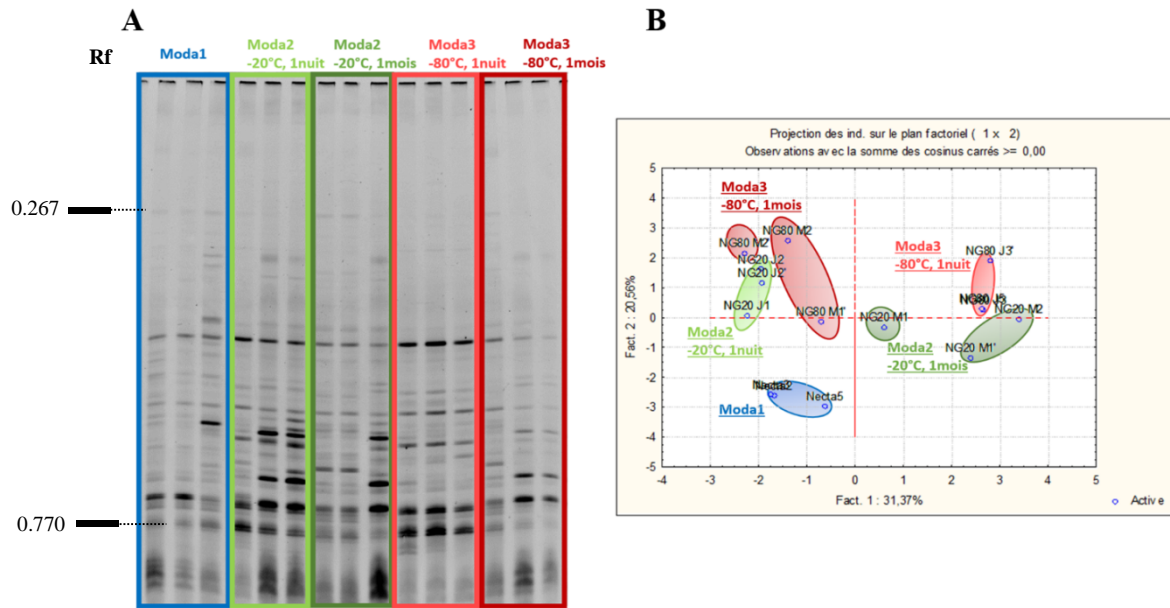 A
Rf
Moda1
Moda2
-20°C, 1nuit
Moda2
-20°C, 1mois
Moda3
-80°C, 1nuit
Moda3
-80°C, 1mois
0.267
0.770
B
Projection des ind. sur le plan factoriel ( 1 x 2)
Observations avec la somme des cosinus carrés >= 0,00
5
4
3
2
1
0
-1
-2
-3
-4
-5
Fact. 2 : 20,56%
Moda3
-80°C, 1mois
NG80 M2'
NG80 M2
NG20 J2
NG20 J2'
NG20 J1
NG80 M1'
Moda2
-20°C, 1nuit
Moda3
-80°C, 1nuit
NG80 J3'
NG20-M2
NG20-M1
NG20 M1'
Moda2
-20°C, 1mois
Necta5
Moda1
-4
-3
-2
-1
0
1
2
3
4
5
Fact. 1 : 31,37%
Active